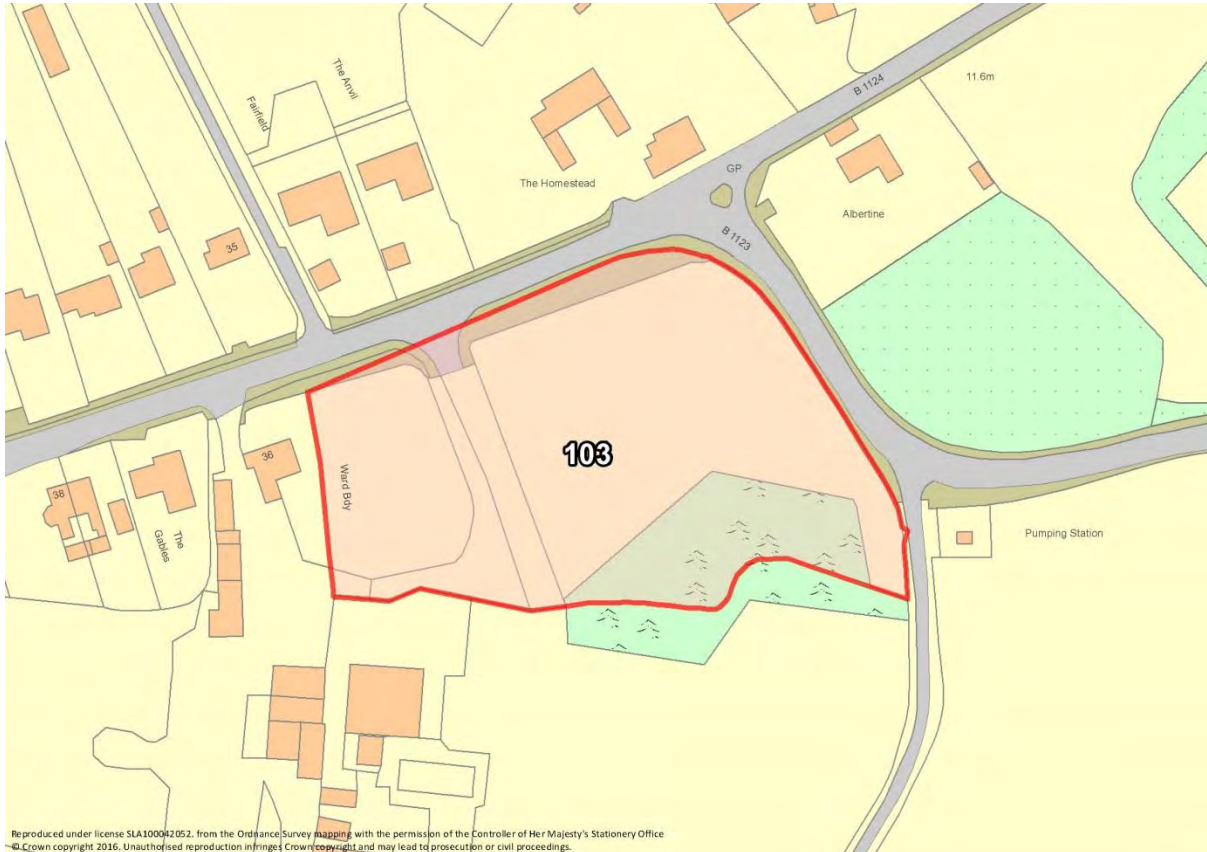 The Anvil
Fairfield
B 1124
11.6m
GP
The Homestead
Albertine
B 1123
35
103
36
Ward Bdy
38
The
Gables
Pumping Station
Reproduced under license SLA100042052. from the Ordnance Survey mapping with the permission of the Controller of Her Majesty's Stationery Office
© Crown copyright 2016. Unauthorised reproduction infringes Crown copyright and may lead to prosecution or civil proceedings.